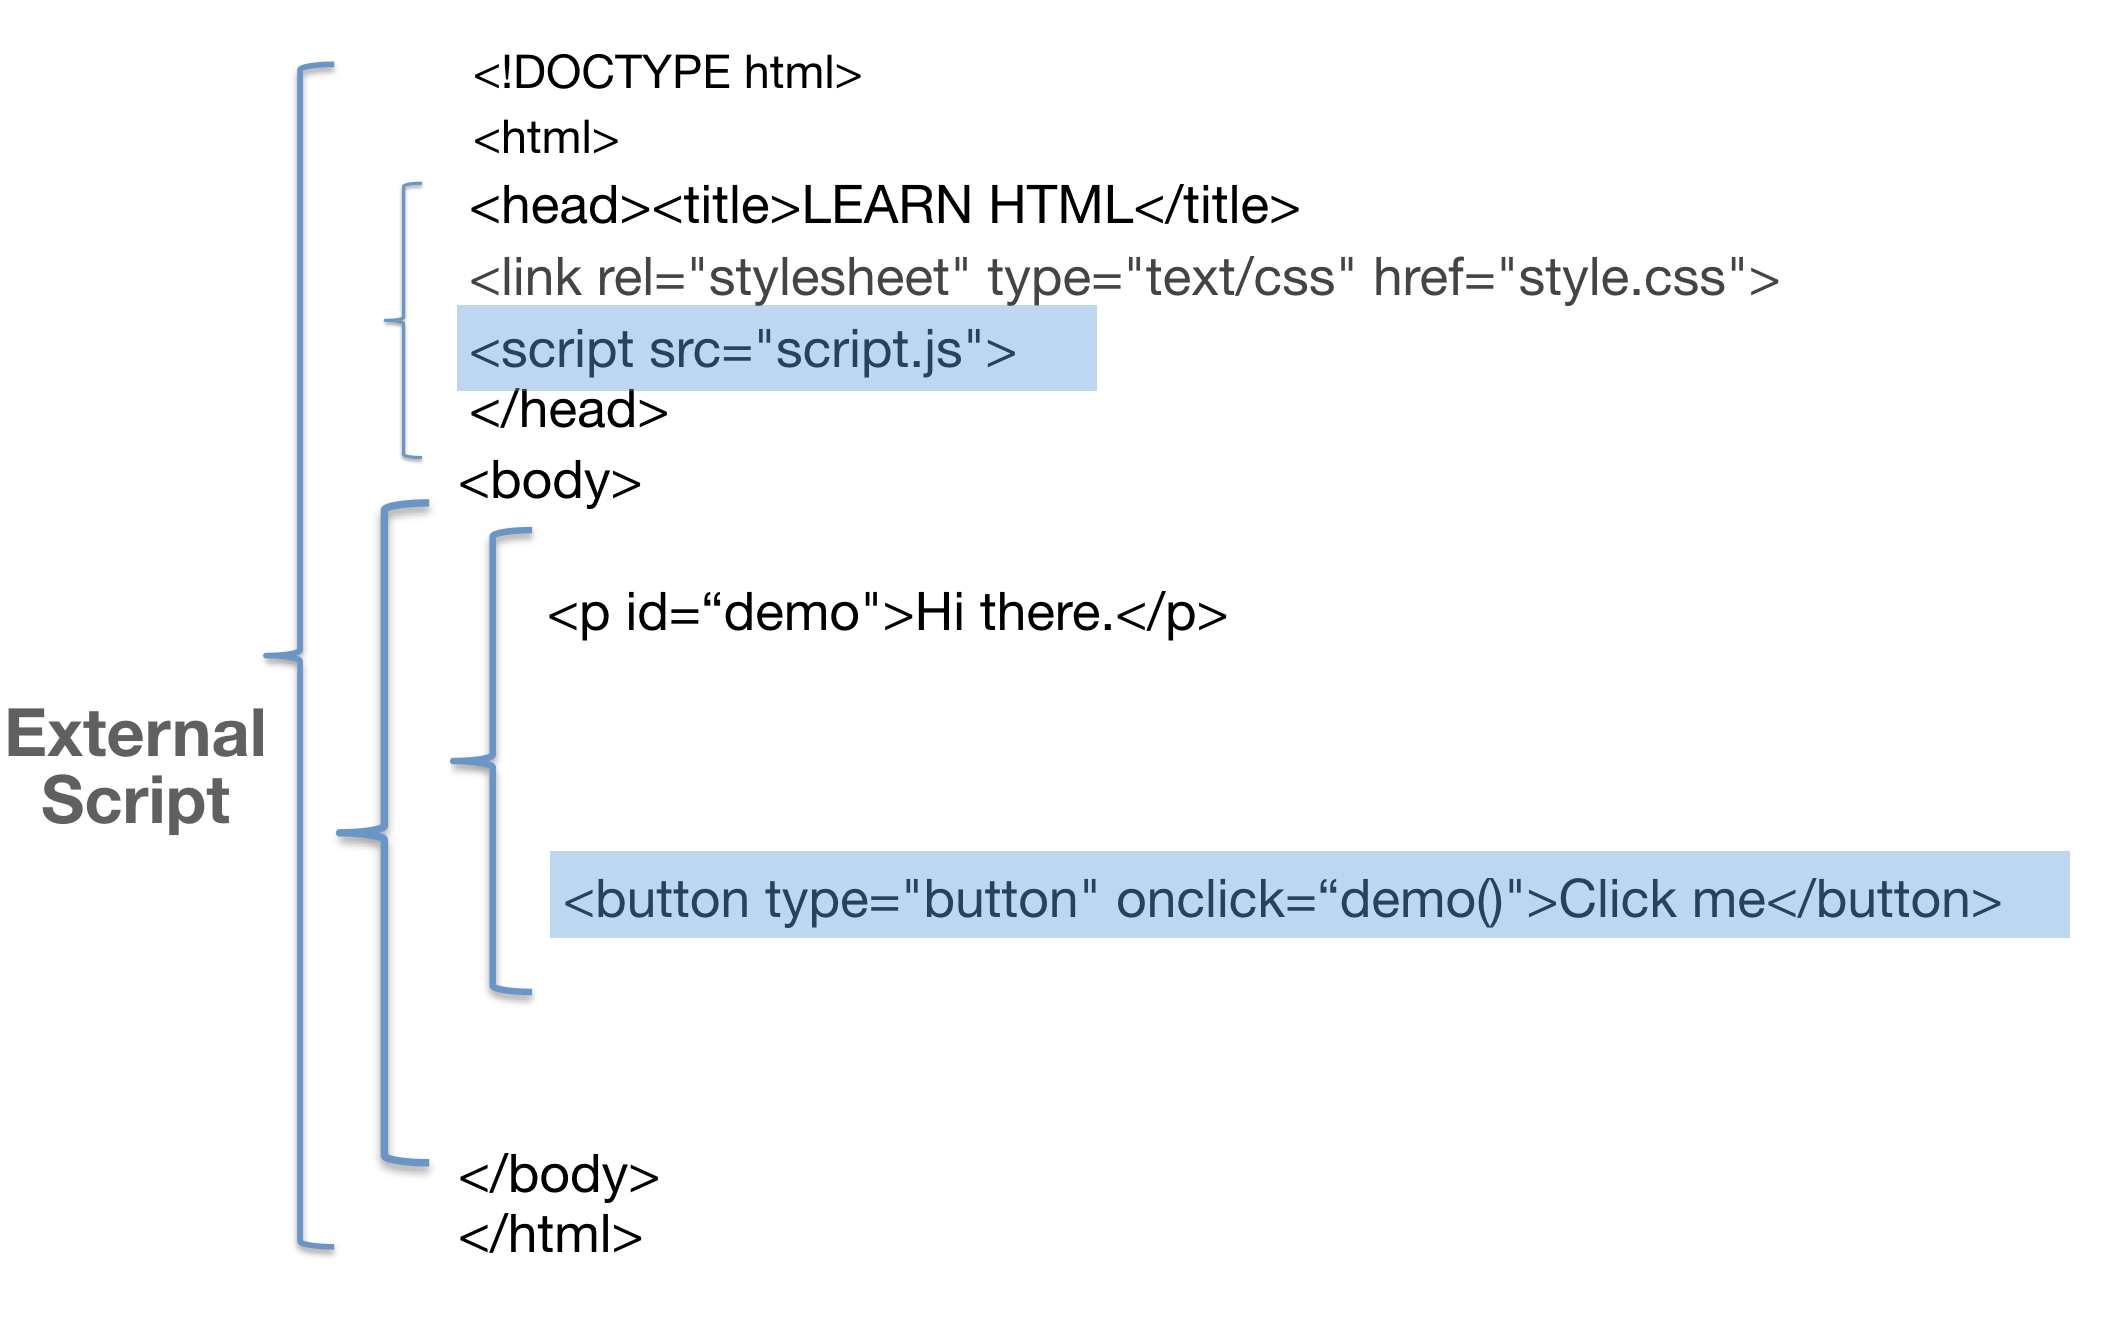 <!DOCTYPE html>
<html>
<head><title>LEARN HTML</title>
<link rel="stylesheet" type="text/css" href="style.css">
<script src="script.js">
</head>
<body>
<p id=“demo">Hi there.</p>
External
Script
<button type="button" onclick=“demo()">Click me</button>
</body>
</html>